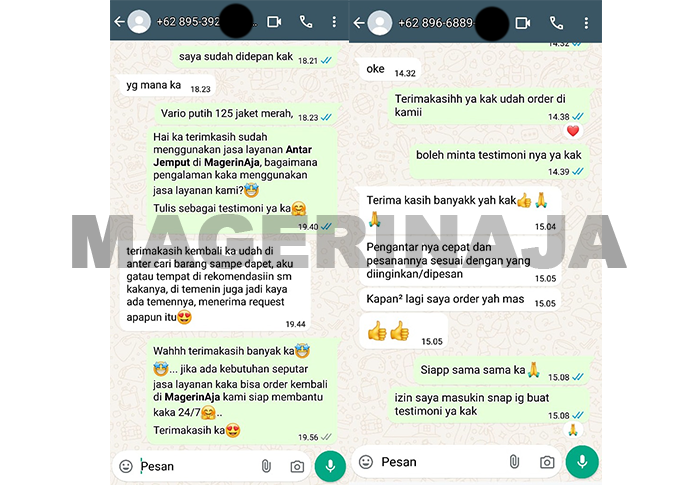 +62 895-392
...
saya sudah didepan kak
18.21
yg mana ka
18.23
Vario putih 125 jaket merah,
18.23
Hai ka terimkasih sudah
menggunakan jasa layanan Antar
Jemput di MagerinAja, bagaimana
pengalaman kaka menggunakan
jasa layanan kami?🤩
Tulis sebagai testimoni ya ka🤗
19.40
terimakasih kembali ka udah di
anter cari barang sampe dapet, aku
gatau tempat di rekomendasiin sm
kakanya, di temenin juga jadi kaya
ada temennya, menerima request
apapun itu😍
19.44
Wahhh terimakasih banyak ka🤩
🤩... jika ada kebutuhan seputar
jasa layanan kaka bisa order kembali
di MagerinAja kami siap membantu
kaka 24/7🤗..
Terimakasih ka😍
19.56
Pesan
+62 896-6889
14.32
oke
14.32
Terimakasihh ya kak udah order di
kamii
14.38
❤️
boleh minta testimoni nya ya kak
14.39
Terima kasih banyakk yah kak👍🙏
🙏
15.04
Pengantar nya cepat dan
pesanannya sesuai dengan yang
diinginkan/dipesan
15.05
Kapan² lagi saya order yah mas
15.05
👍👍
15.05
Siapp sama sama ka🙏
15.08
izin saya masukin snap ig buat
testimoni ya kak
15.08
🙏
Pesan
MAGERINAJA